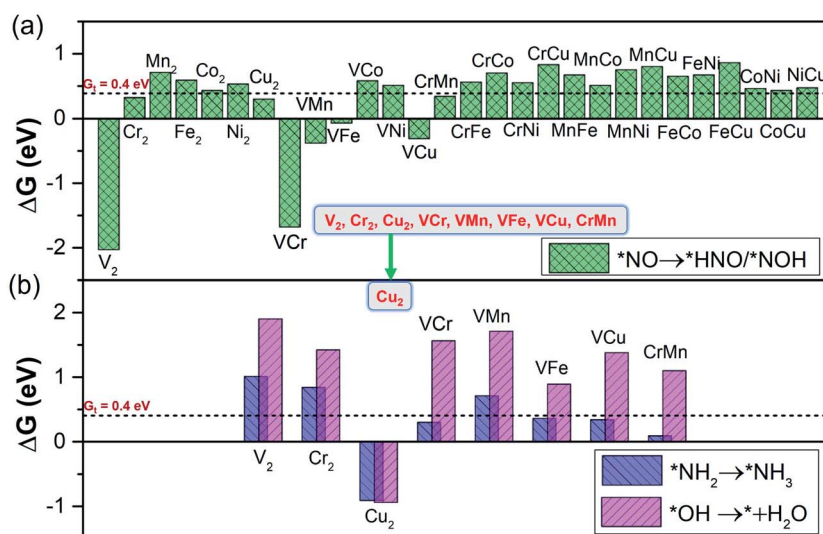 (a)
ΔG (eV)
1
0
-1
-2
G_t = 0.4 eV
V₂
Cr₂
Mn₂
Fe₂
Co₂
Ni₂
Cu₂
VCr
VMn
VFe
VCo
VNi
VCu
CrMn
CrFe
CrCo
CrNi
CrCu
MnFe
MnCo
MnNi
MnCu
FeCo
FeNi
FeCu
CoNi
CoCu
NiCu
V₂, Cr₂, Cu₂, VCr, VMn, VFe, VCu, CrMn
*NO→*HNO/*NOH
(b)
Cu₂
ΔG (eV)
2
1
0
-1
G_t = 0.4 eV
V₂
Cr₂
Cu₂
VCr
VMn
VFe
VCu
CrMn
*NH₂→*NH₃
*OH →*+H₂O